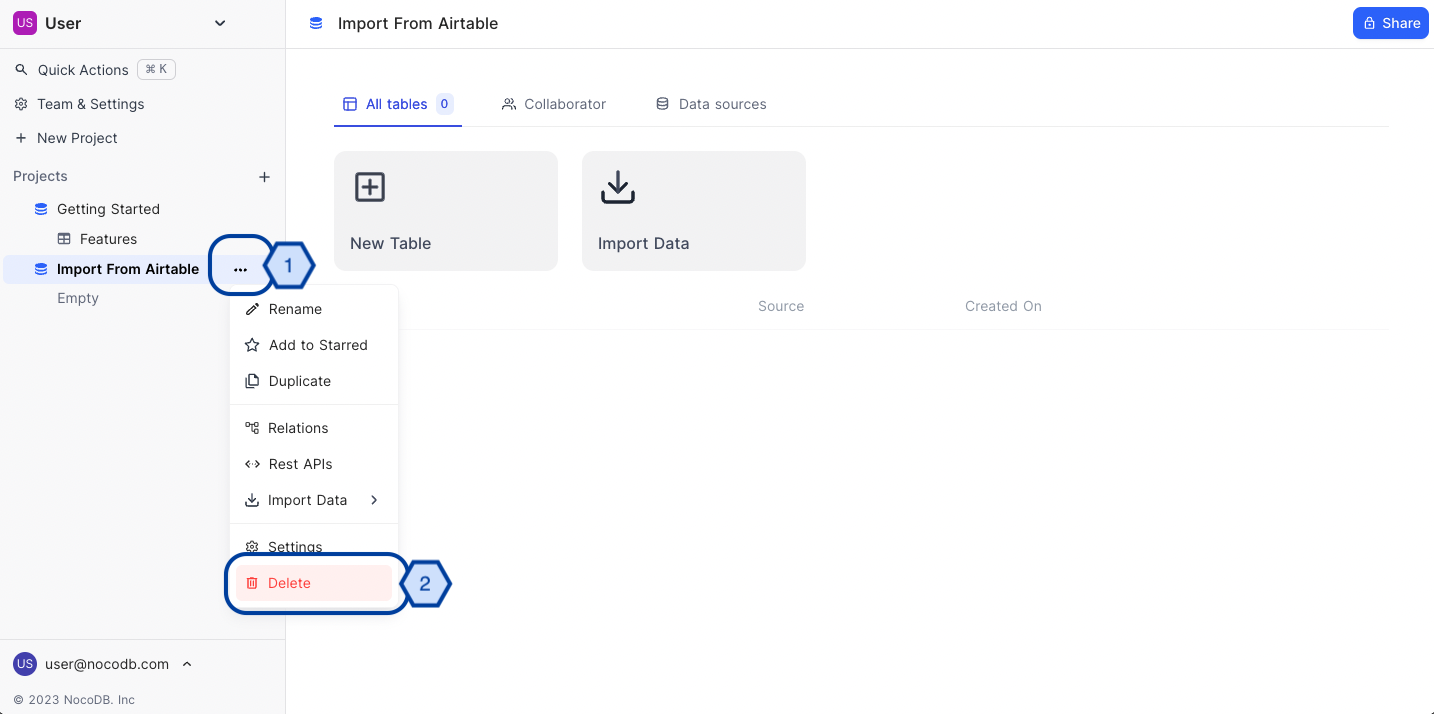 US User
Import From Airtable
Share
Quick Actions ⌘ K
Team & Settings
New Project
Projects
Getting Started
Features
Import From Airtable ... 1
Empty
All tables 0
Collaborator
Data sources
New Table
Import Data
Source
Created On
Rename
Add to Starred
Duplicate
Relations
Rest APIs
Import Data
Settings
Delete 2
US user@nocodb.com
© 2023 NocoDB. Inc